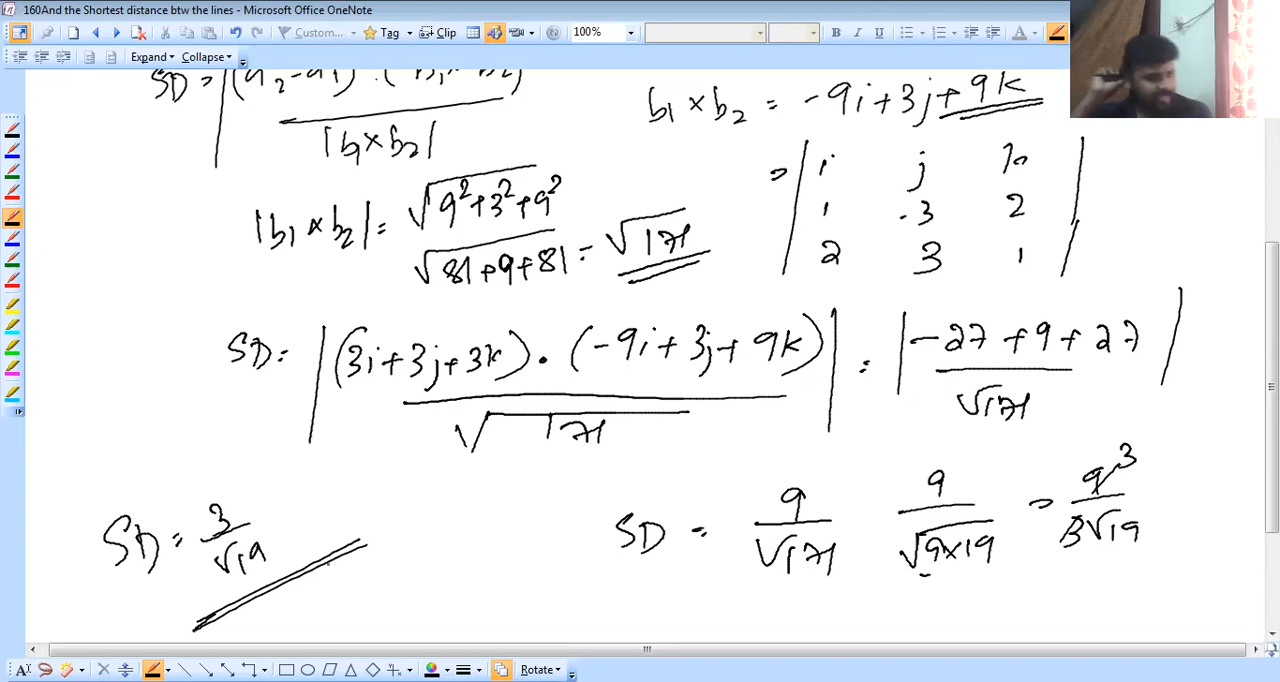 160And the Shortest distance btw the lines - Microsoft Office OneNote
Custom... Tag Clip 100% B I U A
Expand Collapse
SD = |(a2-a1) . (b1 × b2)
|b1×b2|
b1 × b2 = -9i+3j+9k
= | i j k |
1 -3 2
2 3 1
|b1 × b2| = √9²+3²+9²
√81+9+81 = √171
SD = |(3i+3j+3k) . (-9i+3j+9k)| = |-27+9+27|
√171 √171
SD = 9/√171 9/√9×19 = 9 3/3√19
SD = 3/√19
A Rotate